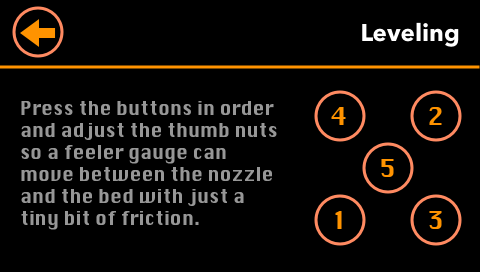 Leveling
Press the buttons in order
and adjust the thumb nuts
so a feeler gauge can
move between the nozzle
and the bed with just a
tiny bit of friction.
4 2
5
1 3